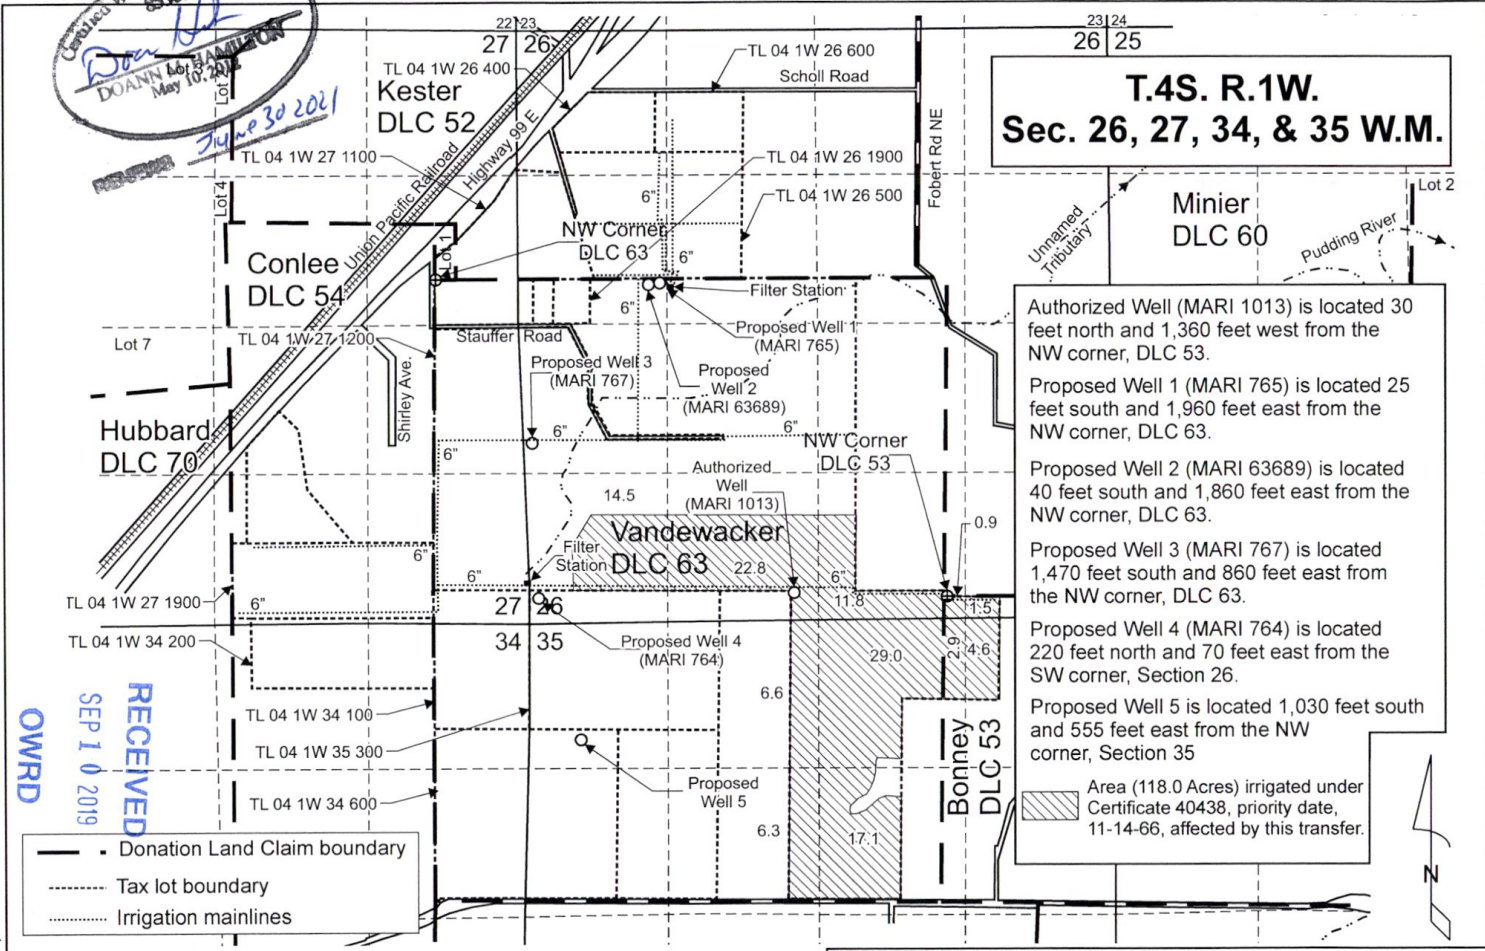 DOANN M. HAMILTON
May 10, 2012
June 30 2021
22 23
27 26
23 24
26 25
TL 04 1W 26 400
TL 04 1W 26 600
Scholl Road
T.4S. R.1W.
Sec. 26, 27, 34, & 35 W.M.
Kester
DLC 52
TL 04 1W 27 1100
Union Pacific Railroad
Highway 99 E
TL 04 1W 26 1900
TL 04 1W 26 500
Fobert Rd NE
Lot 4
Lot 1
Lot 2
Minier
DLC 60
Unnamed
Tributary
Pudding River
6"
NW Corner
DLC 63
6"
Conlee
DLC 54
Filter Station
6"
Lot 7
TL 04 1W 27 1200
Stauffer Road
Proposed Well 1
(MARI 765)
Proposed Well 3
(MARI 767)
Proposed
Well 2
(MARI 63689)
Shirley Ave.
Hubbard
DLC 70
6"
6"
6"
NW Corner
DLC 53
Authorized
Well
(MARI 1013)
14.5
0.9
Vandewacker
DLC 63
22.8
Filter
Station
6"
6"
6"
11.8
1.5
TL 04 1W 27 1900
6"
27 26
34 35
TL 04 1W 34 200
Proposed Well 4
(MARI 764)
29.0
2.9
4.6
6.6
TL 04 1W 34 100
TL 04 1W 35 300
Proposed
Well 5
TL 04 1W 34 600
6.3
17.1
Bonney
DLC 53
Authorized Well (MARI 1013) is located 30
feet north and 1,360 feet west from the
NW corner, DLC 53.
Proposed Well 1 (MARI 765) is located 25
feet south and 1,960 feet east from the
NW corner, DLC 63.
Proposed Well 2 (MARI 63689) is located
40 feet south and 1,860 feet east from the
NW corner, DLC 63.
Proposed Well 3 (MARI 767) is located
1,470 feet south and 860 feet east from
the NW corner, DLC 63.
Proposed Well 4 (MARI 764) is located
220 feet north and 70 feet east from the
SW corner, Section 26.
Proposed Well 5 is located 1,030 feet south
and 555 feet east from the NW
corner, Section 35
Area (118.0 Acres) irrigated under
Certificate 40438, priority date,
11-14-66, affected by this transfer.
N
RECEIVED
SEP 10 2019
OWRD
Donation Land Claim boundary
Tax lot boundary
Irrigation mainlines